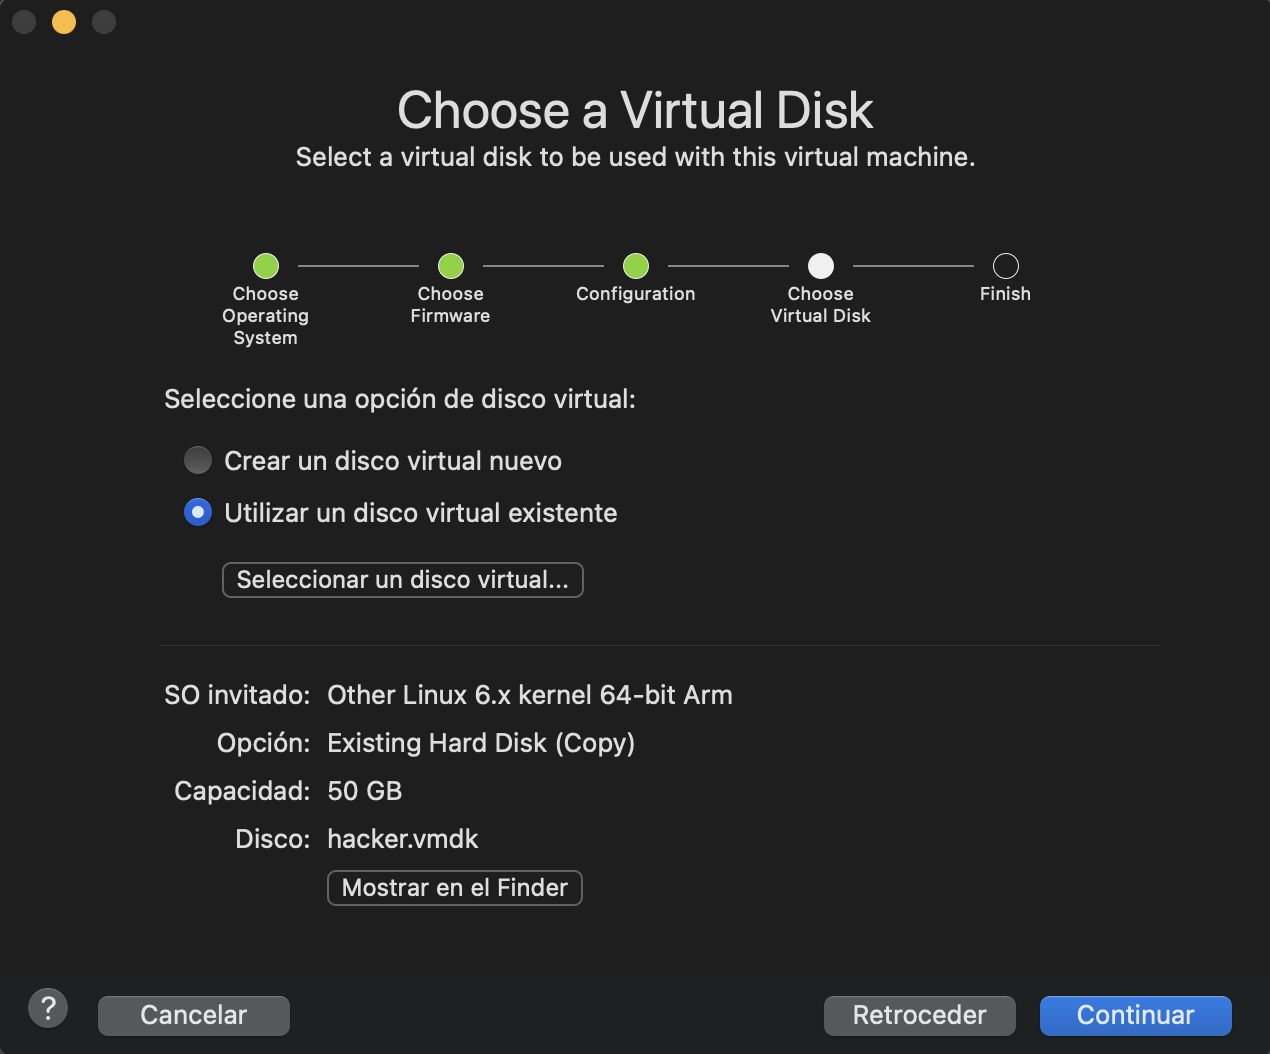 Choose a Virtual Disk
Select a virtual disk to be used with this virtual machine.
Choose
Operating
System
Choose
Firmware
Configuration
Choose
Virtual Disk
Finish
Seleccione una opción de disco virtual:
Crear un disco virtual nuevo
Utilizar un disco virtual existente
Seleccionar un disco virtual...
SO invitado: Other Linux 6.x kernel 64-bit Arm
Opción: Existing Hard Disk (Copy)
Capacidad: 50 GB
Disco: hacker.vmdk
Mostrar en el Finder
? Cancelar Retroceder Continuar